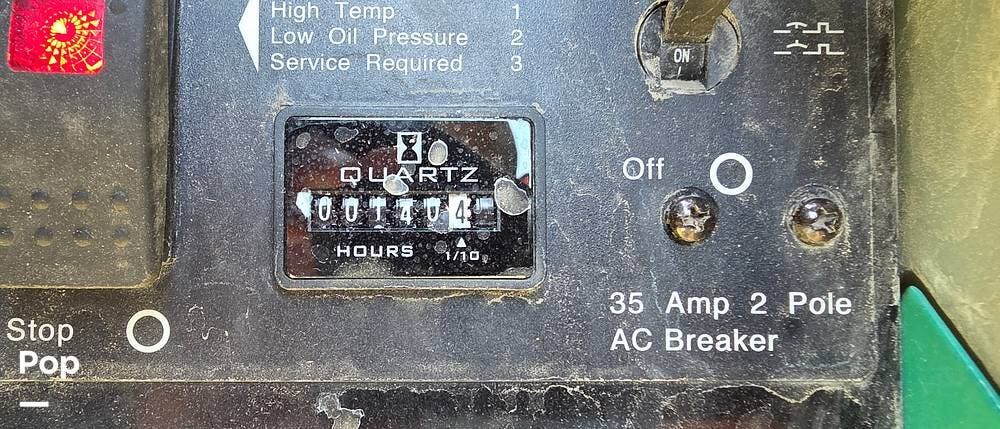 High Temp 1
Low Oil Pressure 2
Service Required 3
ON
QUARTZ
001404
HOURS 1/10
Off
35 Amp 2 Pole
AC Breaker
Stop
Pop